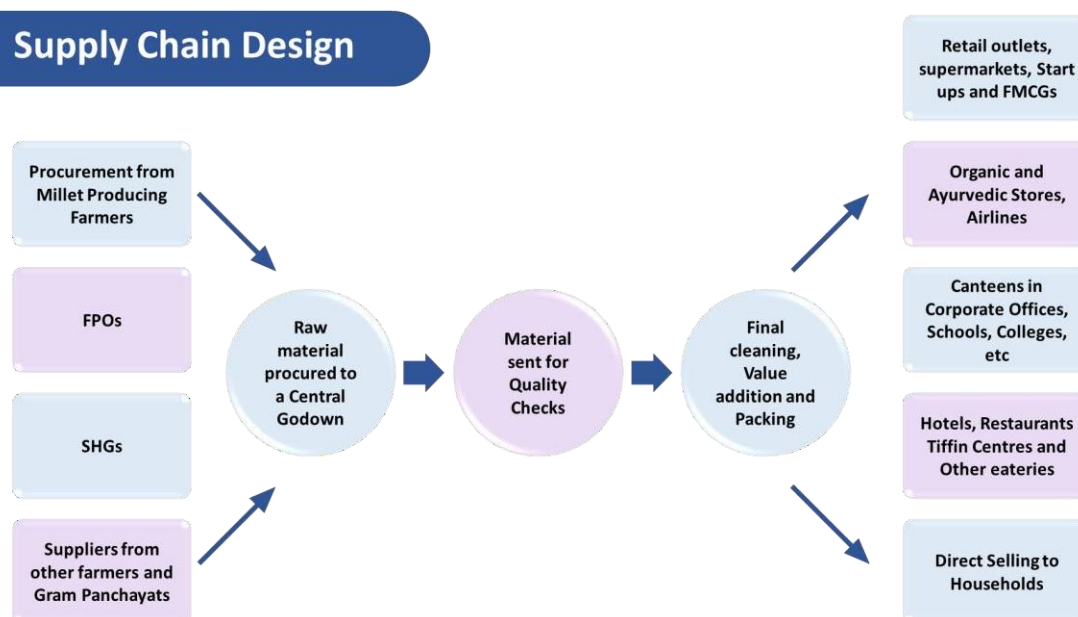 Supply Chain Design
Procurement from
Millet Producing
Farmers
FPOs
SHGs
Suppliers from
other farmers and
Gram Panchayats
Raw
material
procured to
a Central
Godown
Material
sent for
Quality
Checks
Final
cleaning,
Value
addition and
Packing
Retail outlets,
supermarkets, Start
ups and FMCGs
Organic and
Ayurvedic Stores,
Airlines
Canteens in
Corporate Offices,
Schools, Colleges,
etc
Hotels, Restaurants
Tiffin Centres and
Other eateries
Direct Selling to
Households